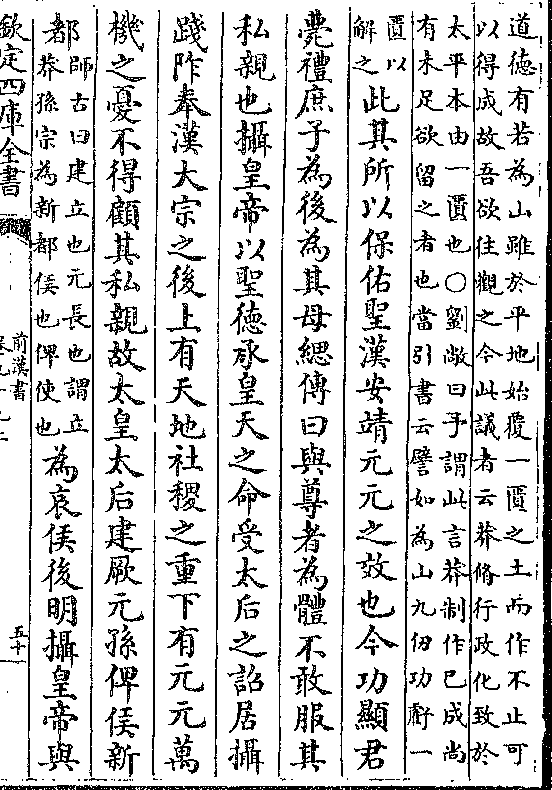 道徳有若為山雖於平地始覆一匱之土而作不止可
以得成故吾欲往觀之今此議者云莽脩行政化致於
太平本由一匱也○劉敞曰予謂此言莽制作已成尚
有未足欲留之者也當引書云譬如為山九仞功虧一
匱以
解之此其所以保佑聖漢安靖元元之效也今功顯君
薨禮庶子為後為其母緦傳曰與尊者為體不敢服其
私親也攝皇帝以聖徳承皇天之命受太后之詔居攝
踐阼奉漢大宗之後上有天地社稷之重下有元元萬
機之憂不得顧其私親故太皇太后建厥元孫俾侯新
都師古曰建立也元長也謂立
莽孫宗為新都侯也俾使也為哀侯後明攝皇帝與
欽定四庫全書
前漢書
五十